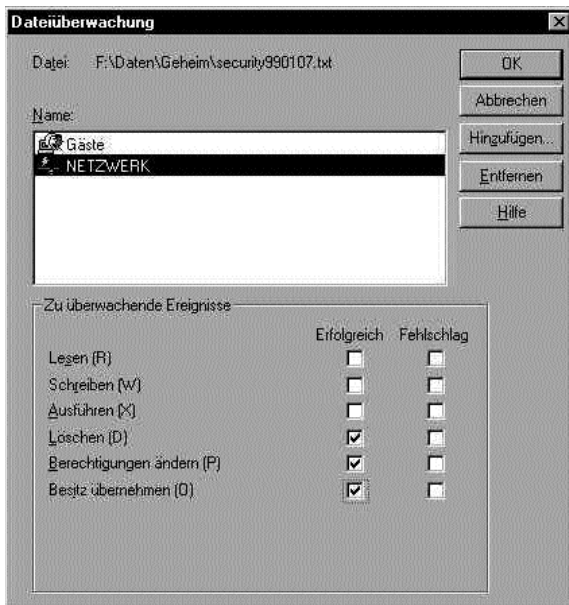 Dateiüberwachung
Datei: F:\Daten\Geheim\security990107.txt
OK
Abbrechen
Name:
Hinzufügen...
Gäste
NETZWERK
Entfernen
Hilfe
Zu überwachende Ereignisse
Erfolgreich Fehlschlag
Lesen (R)
Schreiben (W)
Ausführen (X)
Löschen (D)
Berechtigungen ändern (P)
Besitz übernehmen (O)